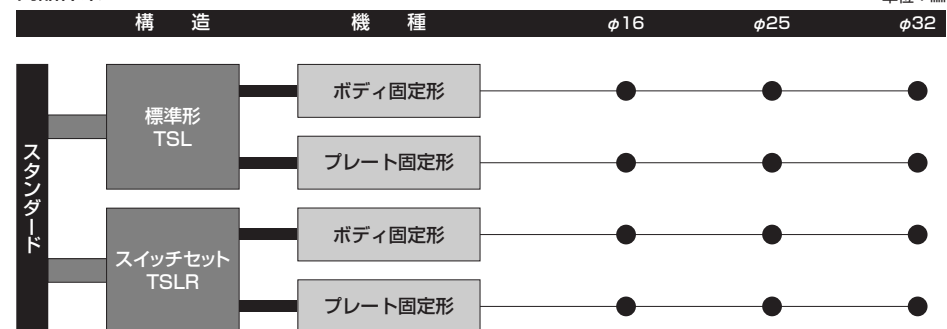 構造 機種 φ16 φ25 φ32
スタンダード
標準形
TSL
ボディ固定形
プレート固定形
スイッチセット
TSLR
ボディ固定形
プレート固定形